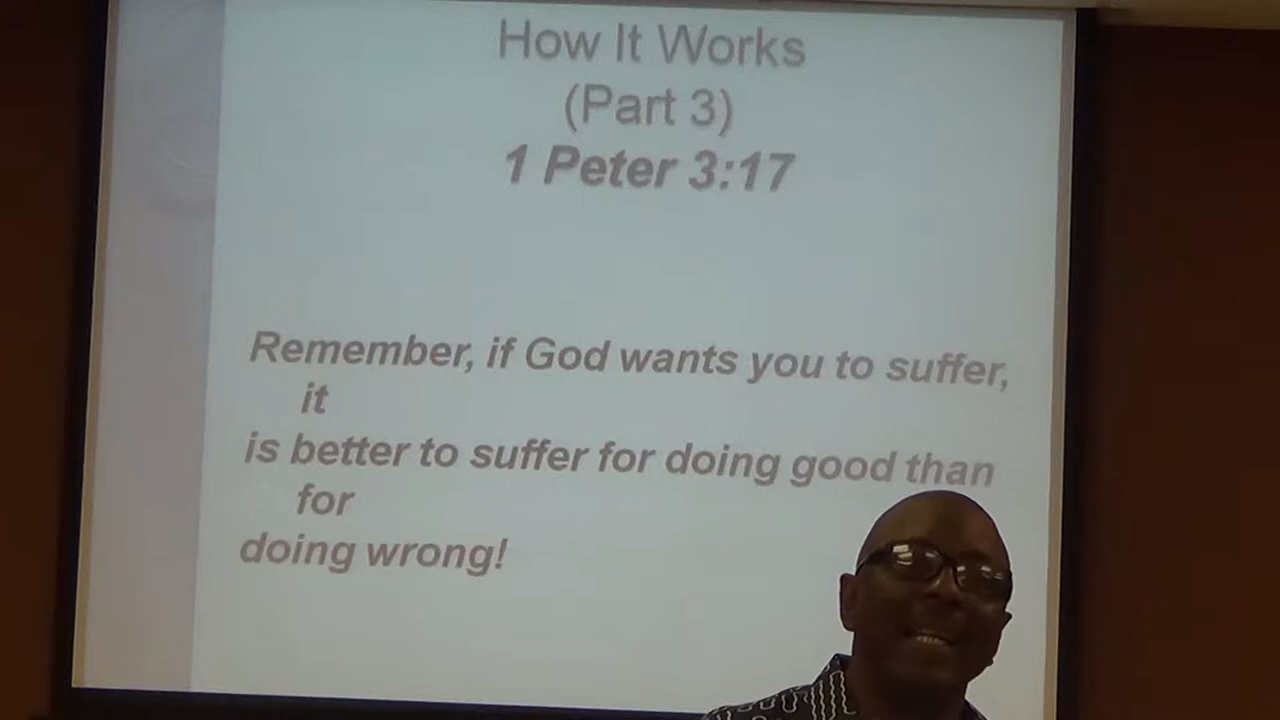 How It Works
(Part 3)
1 Peter 3:17
Remember, if God wants you to suffer,
it
is better to suffer for doing good than
for
doing wrong!